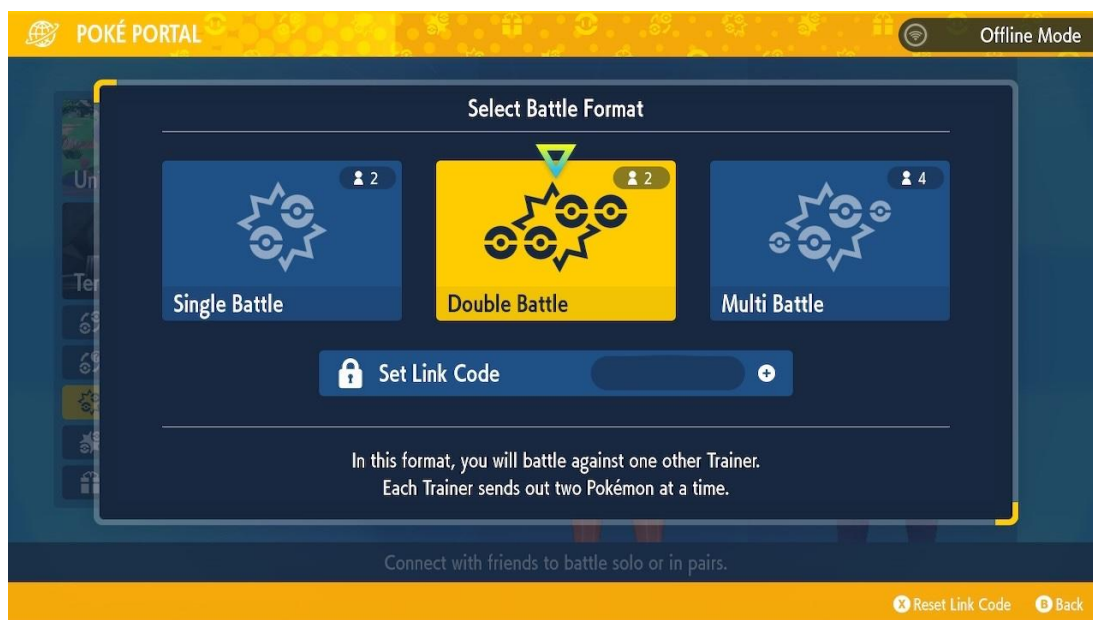 POKÉ PORTAL
Offline Mode
Select Battle Format
2
2
4
Un
Single Battle
Double Battle
Multi Battle
Ter
Set Link Code
In this format, you will battle against one other Trainer.
Each Trainer sends out two Pokémon at a time.
Connect with friends to battle solo or in pairs.
X Reset Link Code
B Back